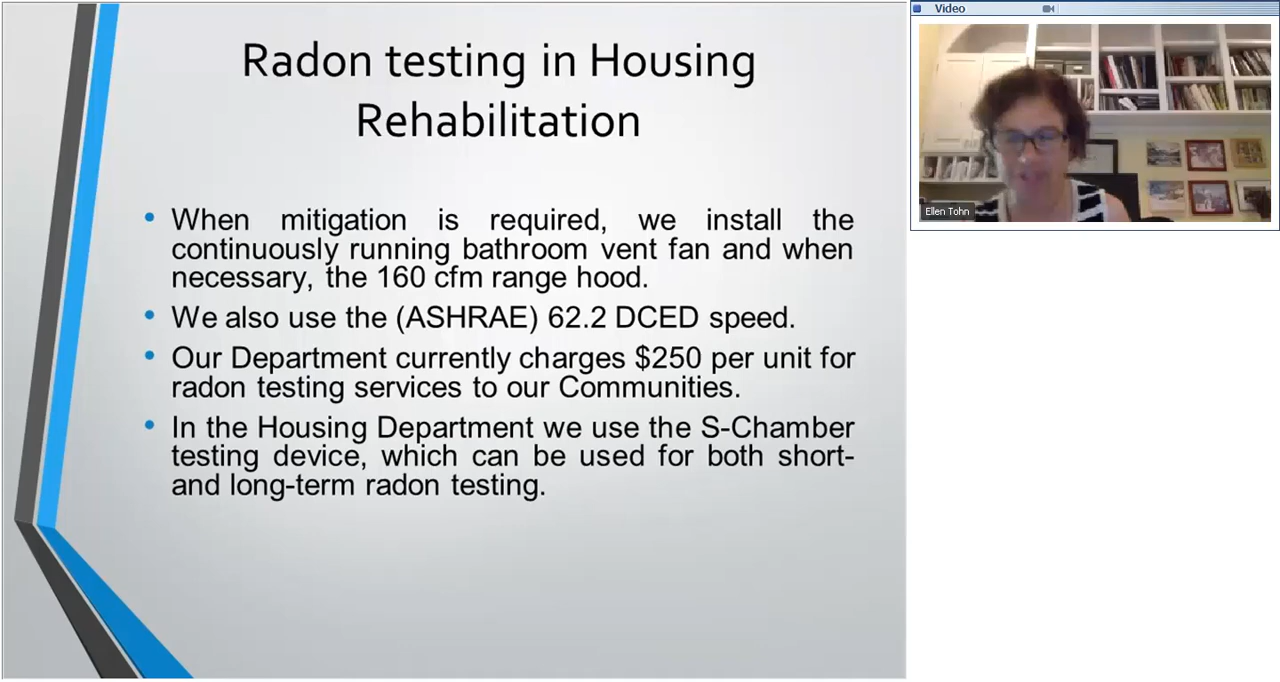 Radon testing in Housing
Rehabilitation
• When mitigation is required, we install the
continuously running bathroom vent fan and when
necessary, the 160 cfm range hood.
• We also use the (ASHRAE) 62.2 DCED speed.
• Our Department currently charges $250 per unit for
radon testing services to our Communities.
• In the Housing Department we use the S-Chamber
testing device, which can be used for both short-
and long-term radon testing.
Video
Ellen Tohn